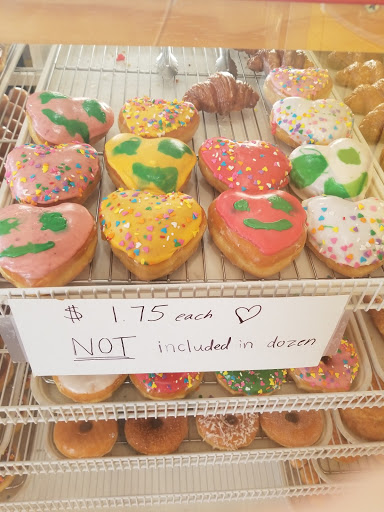 $ 1.75 each ♡
NOT included in dozen